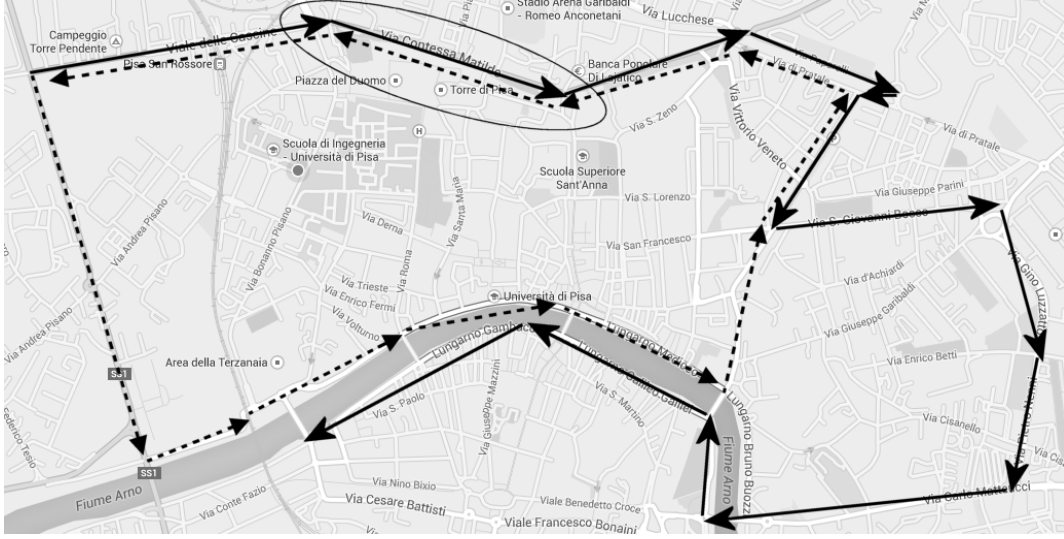 Stadio Arena Garibaldi
- Romeo Anconetani
Via Lucchese
Campeggio
Torre Pendente
Viale delle Cascine
Via Contessa Matilde
Pisa San Rossore
Piazza del Duomo
Torre di Pisa
Banca Popolare
Di Lajatico
Via di Pratale
Via di Pratale
Via S. Zeno
Via Vittorio Veneto
H
Scuola di Ingegneria
- Università di Pisa
Scuola Superiore
Sant'Anna
Via Giuseppe Parini
Via S. Lorenzo
Via S. Giovanni Bosco
Via Andrea Pisano
Via Bonanno Pisano
Via Derna
Via Santa Maria
Via Roma
Via San Francesco
Via Gino Luzzatto
Via d'Achiardi
Via Trieste
Via Enrico Fermi
Università di Pisa
Via Volturno
Via Giuseppe Garibaldi
Via Andrea Pisano
Lungarno Gambacorti
Lungarno Mediceo
Lungarno Galileo Galilei
Via Enrico Betti
Area della Terzanaia
SS1
Via S. Paolo
Via Giuseppe Mazzini
Via S. Martino
Lungarno Bruno Buozzi
Via Pietro Nenni
Via Cisanello
Federico Tesio
SS1
Fiume Arno
Fiume Arno
Via Nino Bixio
Via Conte Fazio
Via Cesare Battisti
Viale Benedetto Croce
Viale Francesco Bonaini
Via Carlo Matteucci